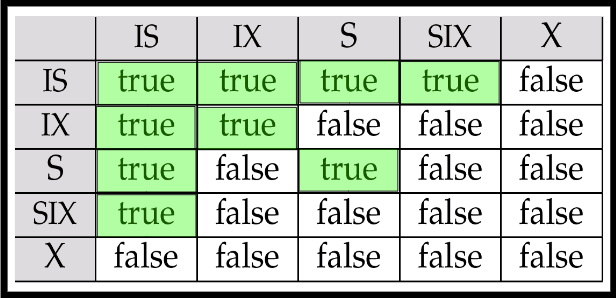 IS IX S SIX X
IS true true true true false
IX true true false false false
S true false true false false
SIX true false false false false
X false false false false false